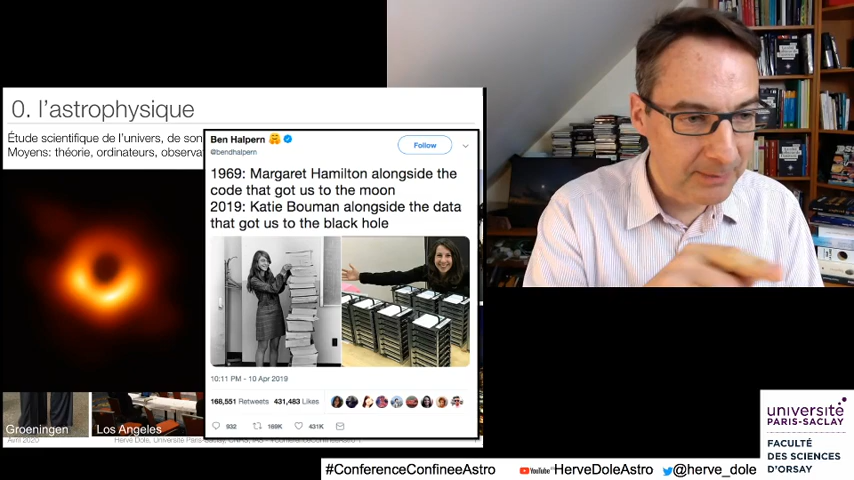 0. l'astrophysique
Étude scientifique de l'univers, de son
Moyens: théorie, ordinateurs, observa
Ben Halpern
@bendhalpern
Follow
1969: Margaret Hamilton alongside the
code that got us to the moon
2019: Katie Bouman alongside the data
that got us to the black hole
10:11 PM - 10 Apr 2019
168,551 Retweets 431,483 Likes
932 169K 431K
Groeningen Los Angeles
Avril 2020 Hervé Dole, Université Paris-Saclay, CNRS, IAS - #ConferenceConfineeAstro
#ConferenceConfineeAstro YouTube HerveDoleAstro @herve_dole
université
PARIS-SACLAY
FACULTÉ
DES SCIENCES
D'ORSAY